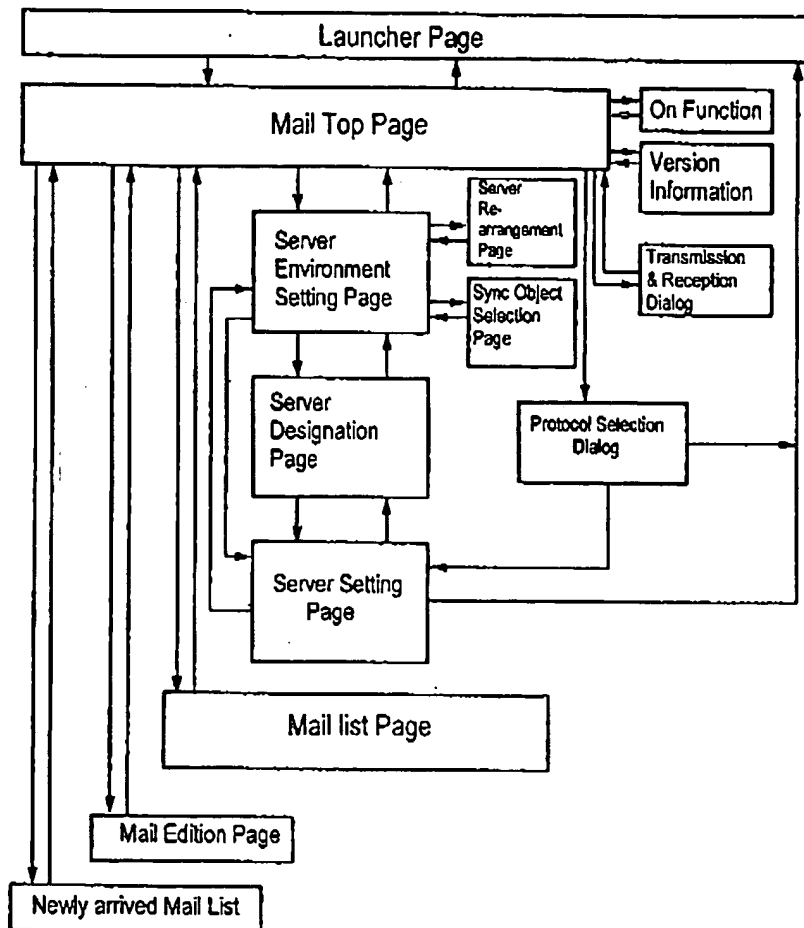 Launcher Page
Mail Top Page
On Function
Version
Information
Server
Re-
arrangement
Page
Server
Environment
Setting Page
Transmission
& Reception
Dialog
Sync Object
Selection
Page
Server
Designation
Page
Protocol Selection
Dialog
Server Setting
Page
Mail list Page
Mail Edition Page
Newly arrived Mail List